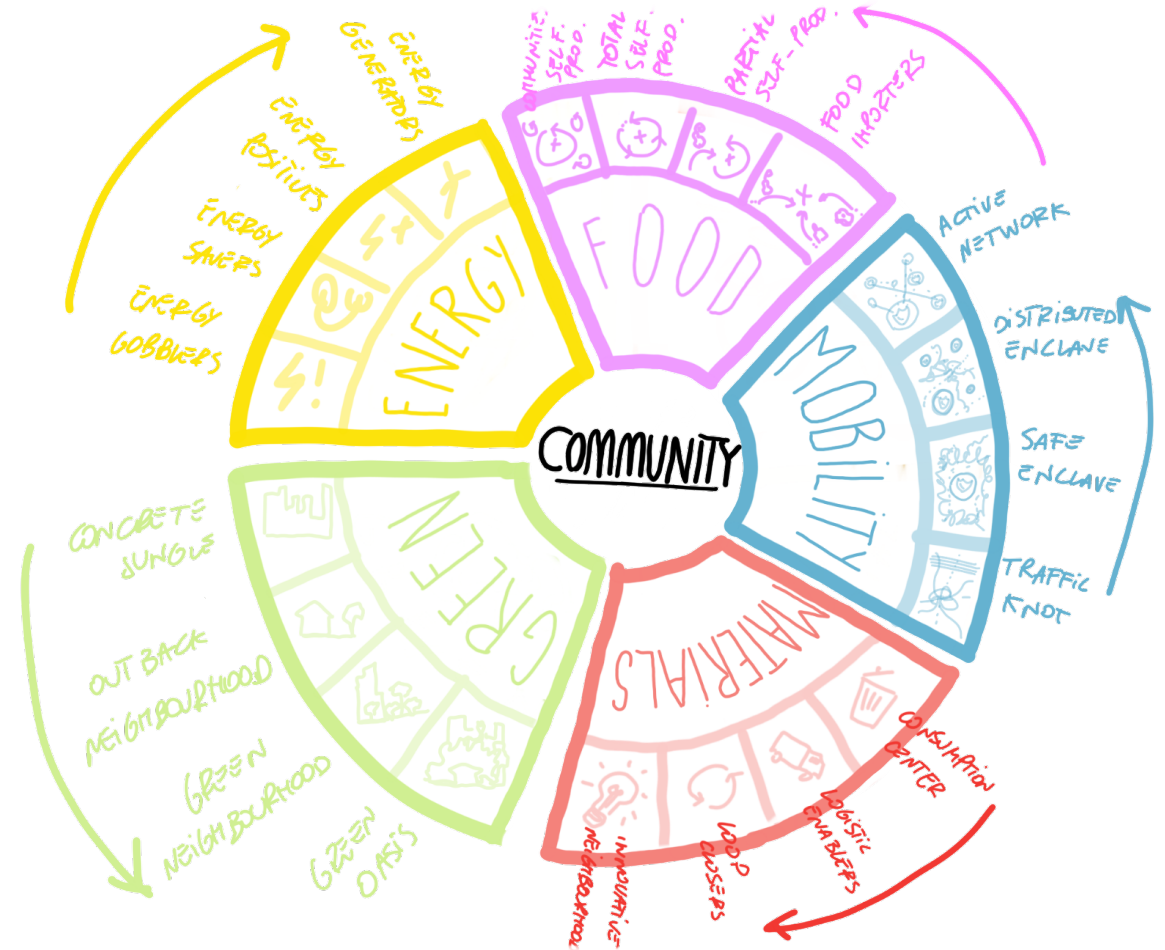 COMMUNITY
ENERGY
ENERGY
GENERATORS
ENERGY
POSITIVES
ENERGY
SAVERS
ENERGY
GOBBLERS
FOOD
COMMUNITIE.
SELF.
PROD.
TOTAL
SELF.
PROD.
PARTIAL
SELF-PROD.
FOOD
IMPORTERS
MOBiLiTY
ACTiVE
NETWORK
DiSTRiBUTED
ENCLAVE
SAFE
ENCLAVE
TRAFFiC
KNOT
MATERiALS
CONSUMPTiON
CENTER
LOGiSTiC
ENABLERS
LOOP
CLOSERS
INNOVATiVE
NEiGHBOURHOOD
GREEN
CONCRETE
JUNGLE
OUT BACK
NEiGHBOURHOOD
GREEN
NEiGHBOURHOOD
GREEN
OASiS